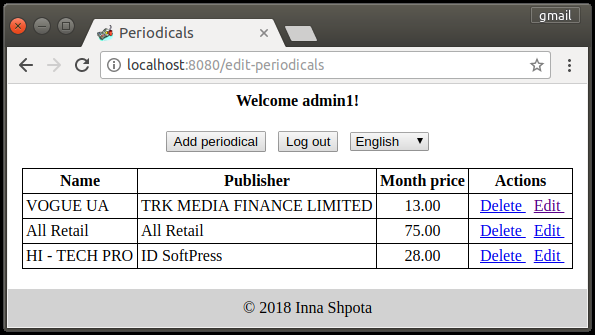 gmail
Periodicals
localhost:8080/edit-periodicals
Welcome admin1!
Add periodical Log out English
Name Publisher Month price Actions
VOGUE UA TRK MEDIA FINANCE LIMITED 13.00 Delete Edit
All Retail All Retail 75.00 Delete Edit
HI - TECH PRO ID SoftPress 28.00 Delete Edit
© 2018 Inna Shpota